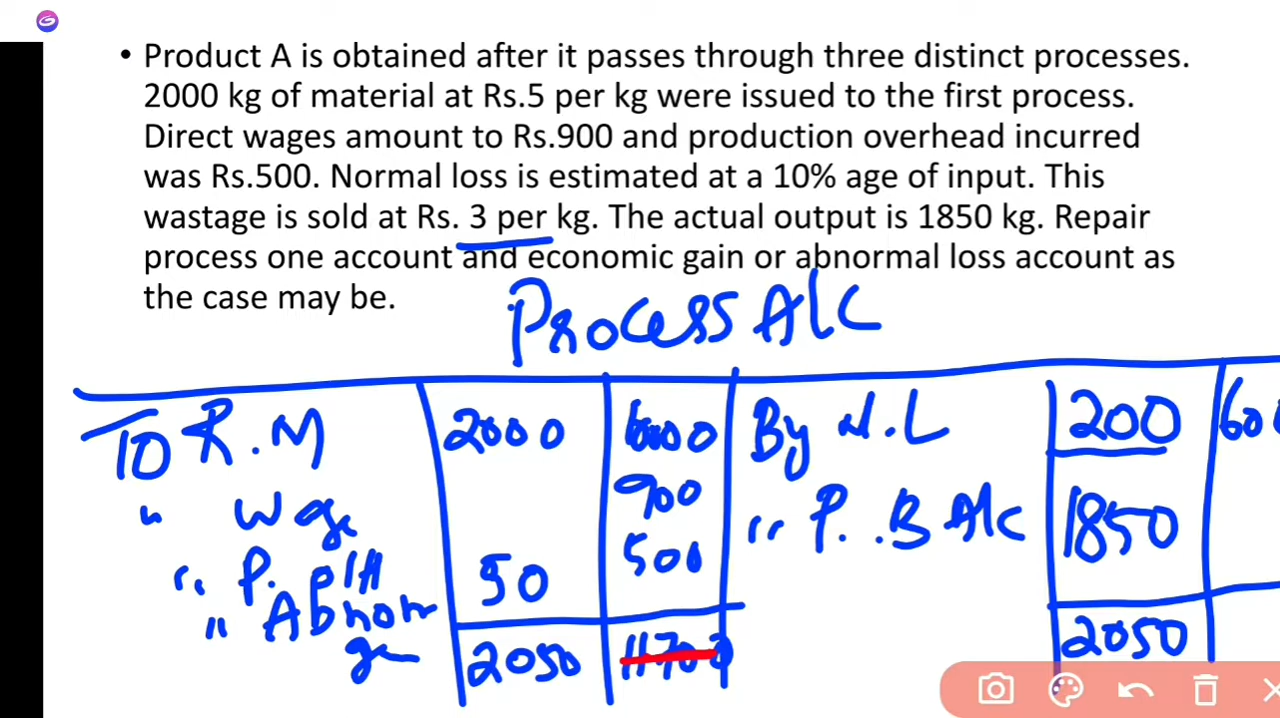 • Product A is obtained after it passes through three distinct processes.
2000 kg of material at Rs.5 per kg were issued to the first process.
Direct wages amount to Rs.900 and production overhead incurred
was Rs.500. Normal loss is estimated at a 10% age of input. This
wastage is sold at Rs. 3 per kg. The actual output is 1850 kg. Repair
process one account and economic gain or abnormal loss account as
the case may be.
Process A/C
To R.M 2000 By N.L 200 600
" Wage 900 " P. B A/c 1850
" P. O/H 500
" Abnorm 50
2050 11700 2050